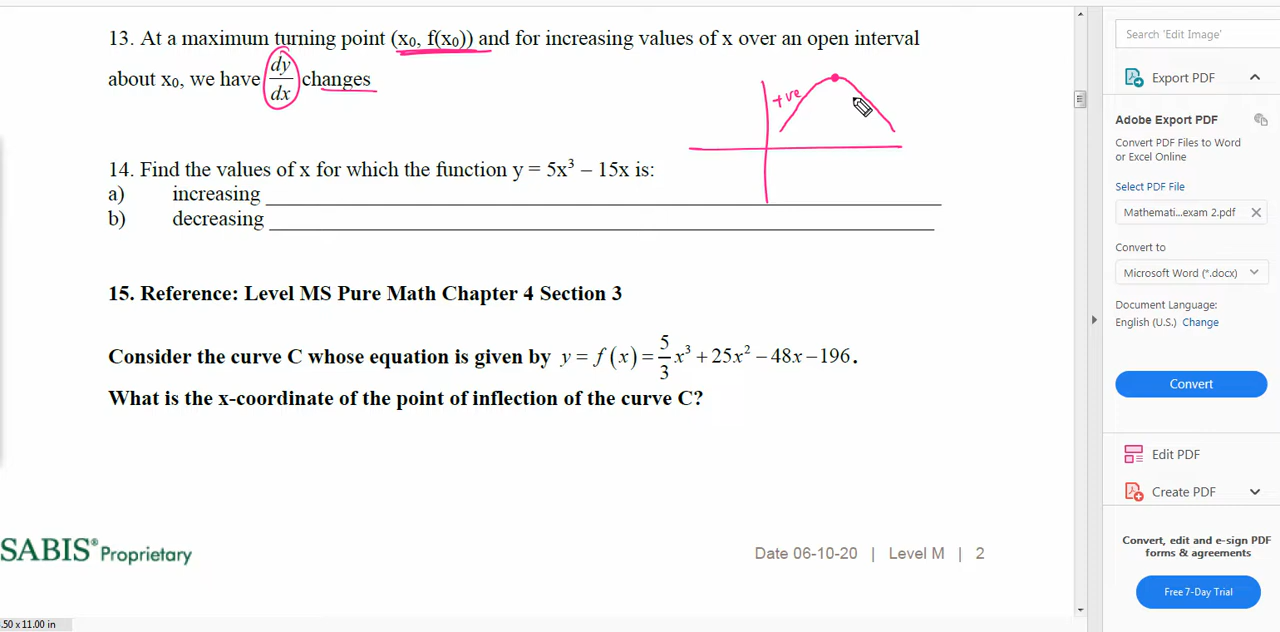 13. At a maximum turning point (x₀, f(x₀)) and for increasing values of x over an open interval
about x₀, we have dy/dx changes
+ve
14. Find the values of x for which the function y = 5x³ – 15x is:
a) increasing
b) decreasing
15. Reference: Level MS Pure Math Chapter 4 Section 3
Consider the curve C whose equation is given by y = f(x) = 5/3 x³ + 25x² − 48x − 196.
What is the x-coordinate of the point of inflection of the curve C?
SABIS® Proprietary
Date 06-10-20 | Level M | 2
.50 x 11.00 in
Search 'Edit Image'
Export PDF
Adobe Export PDF
Convert PDF Files to Word
or Excel Online
Select PDF File
Mathemati...exam 2.pdf
Convert to
Microsoft Word (*.docx)
Document Language:
English (U.S.) Change
Convert
Edit PDF
Create PDF
Convert, edit and e-sign PDF
forms & agreements
Free 7-Day Trial